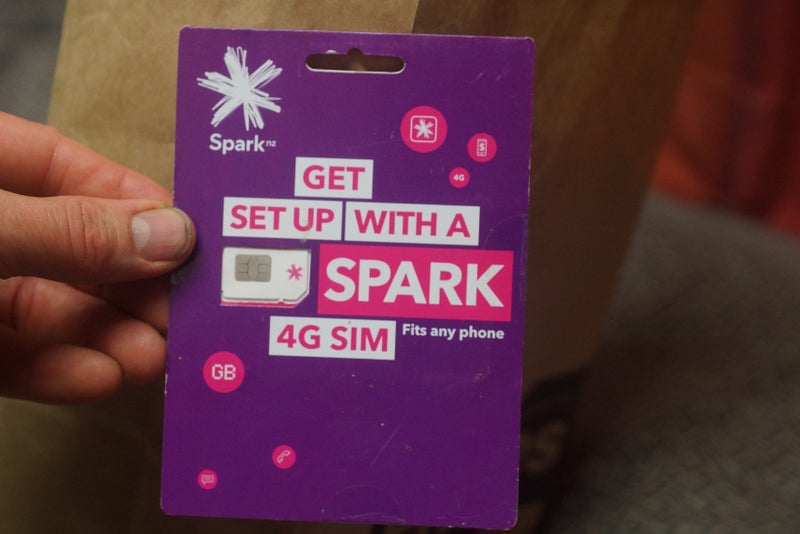 Spark nz
4G
GET
SET UP WITH A
SPARK
4G SIM Fits any phone
GB